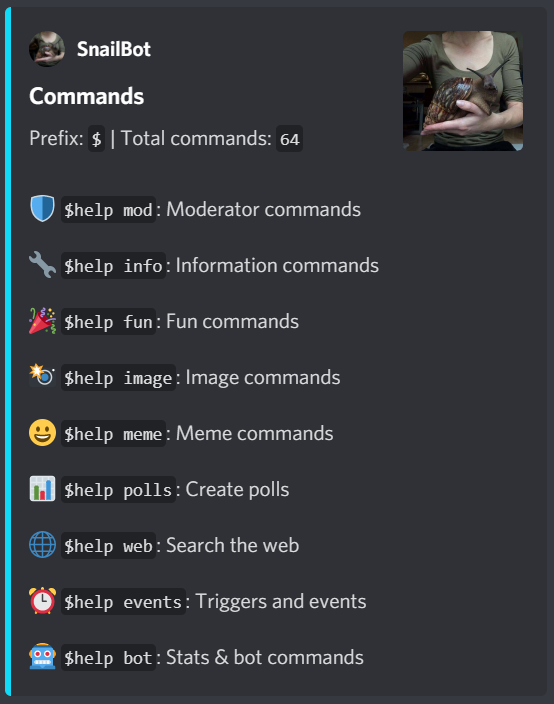 SnailBot
Commands
Prefix: $ | Total commands: 64
$help mod: Moderator commands
$help info: Information commands
$help fun: Fun commands
$help image: Image commands
$help meme: Meme commands
$help polls: Create polls
$help web: Search the web
$help events: Triggers and events
$help bot: Stats & bot commands